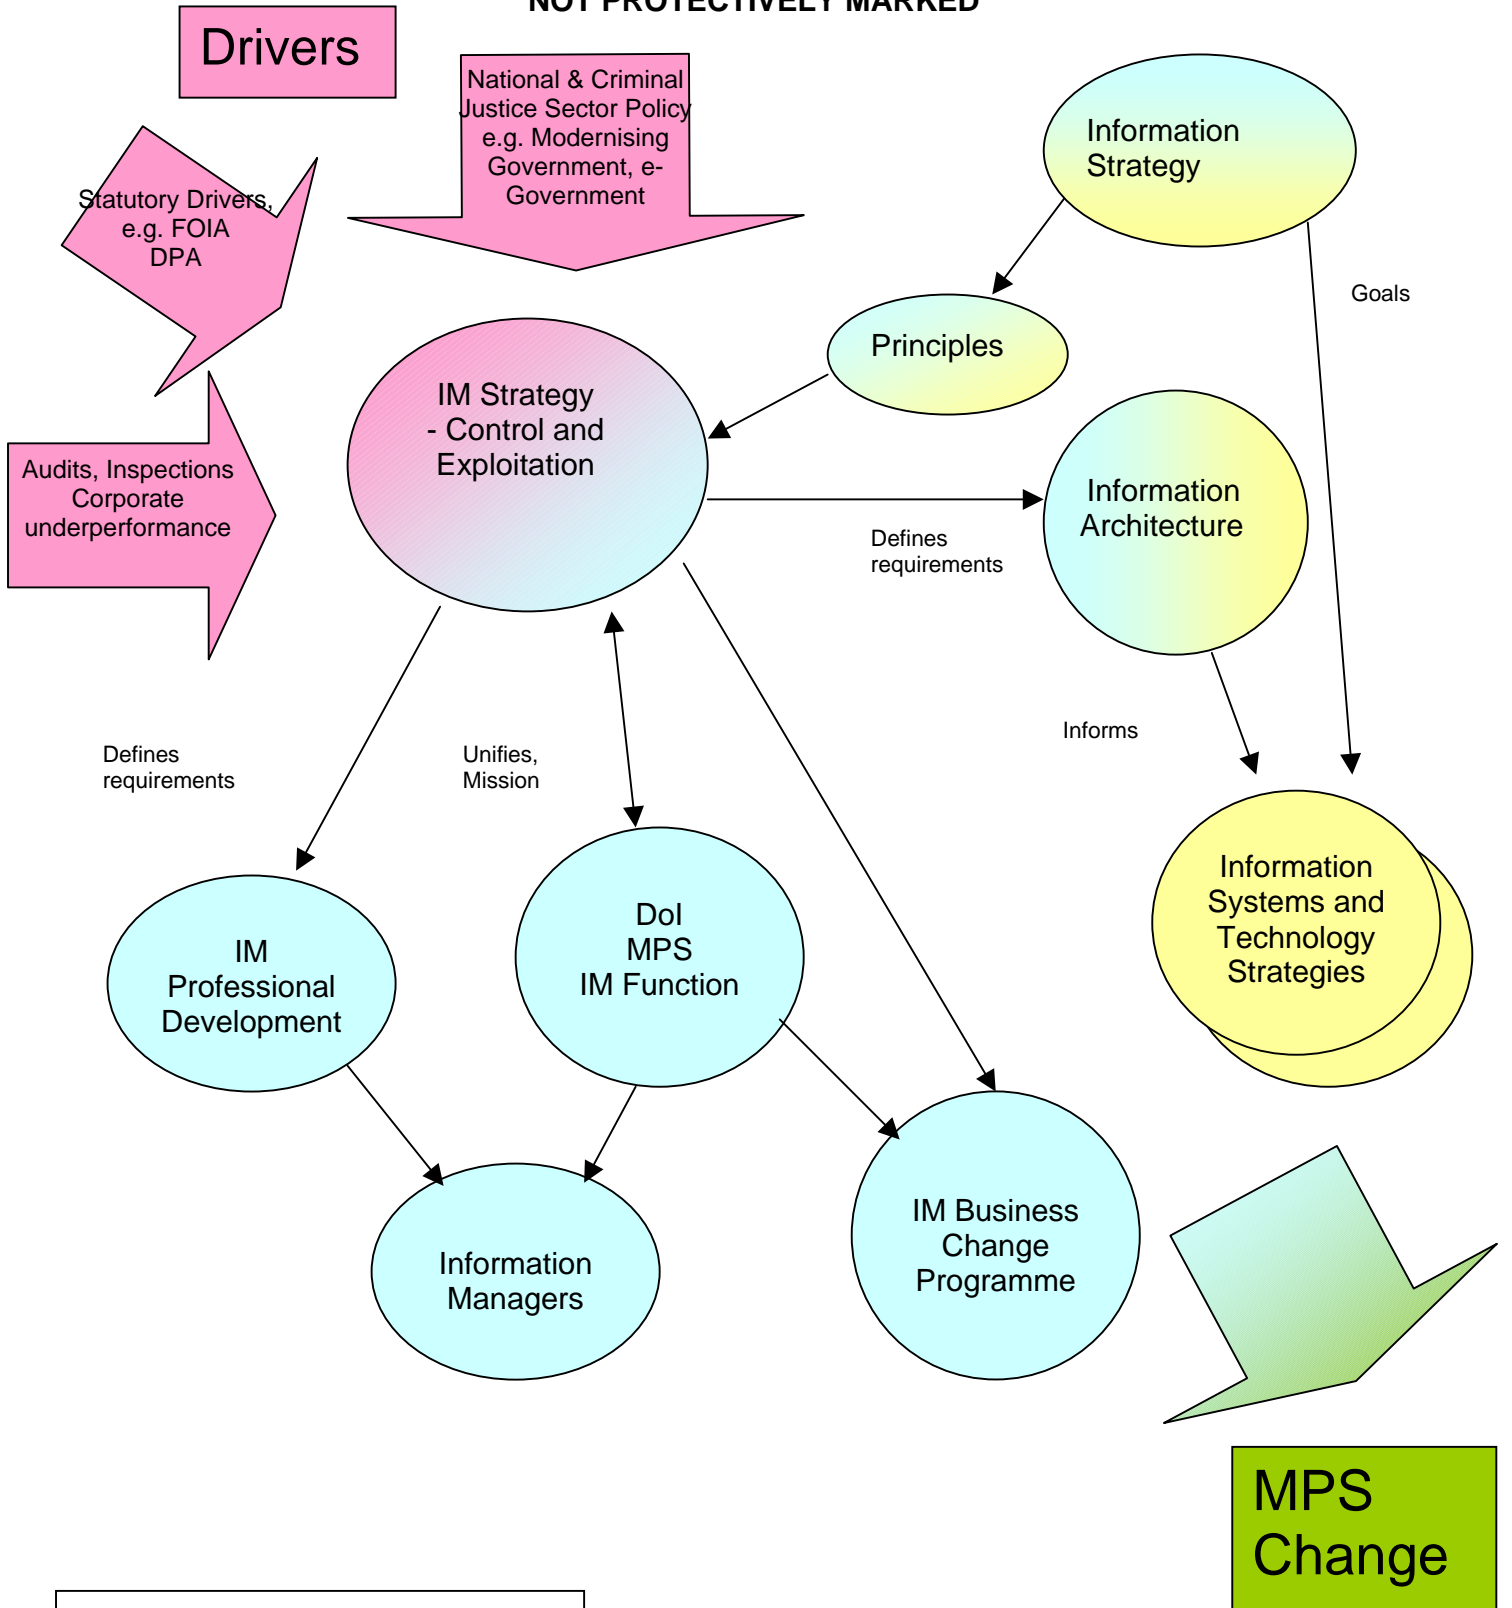 NOT PROTECTIVELY MARKED
Drivers
National & Criminal
Justice Sector Policy
e.g. Modernising
Government, e-
Government
Information
Strategy
Statutory Drivers,
e.g. FOIA
DPA
Goals
Principles
IM Strategy
- Control and
Exploitation
Audits, Inspections
Corporate
underperformance
Information
Architecture
Defines
requirements
Informs
Defines
requirements
Unifies,
Mission
Information
Systems and
Technology
Strategies
DoI
MPS
IM Function
IM
Professional
Development
IM Business
Change
Programme
Information
Managers
MPS
Change